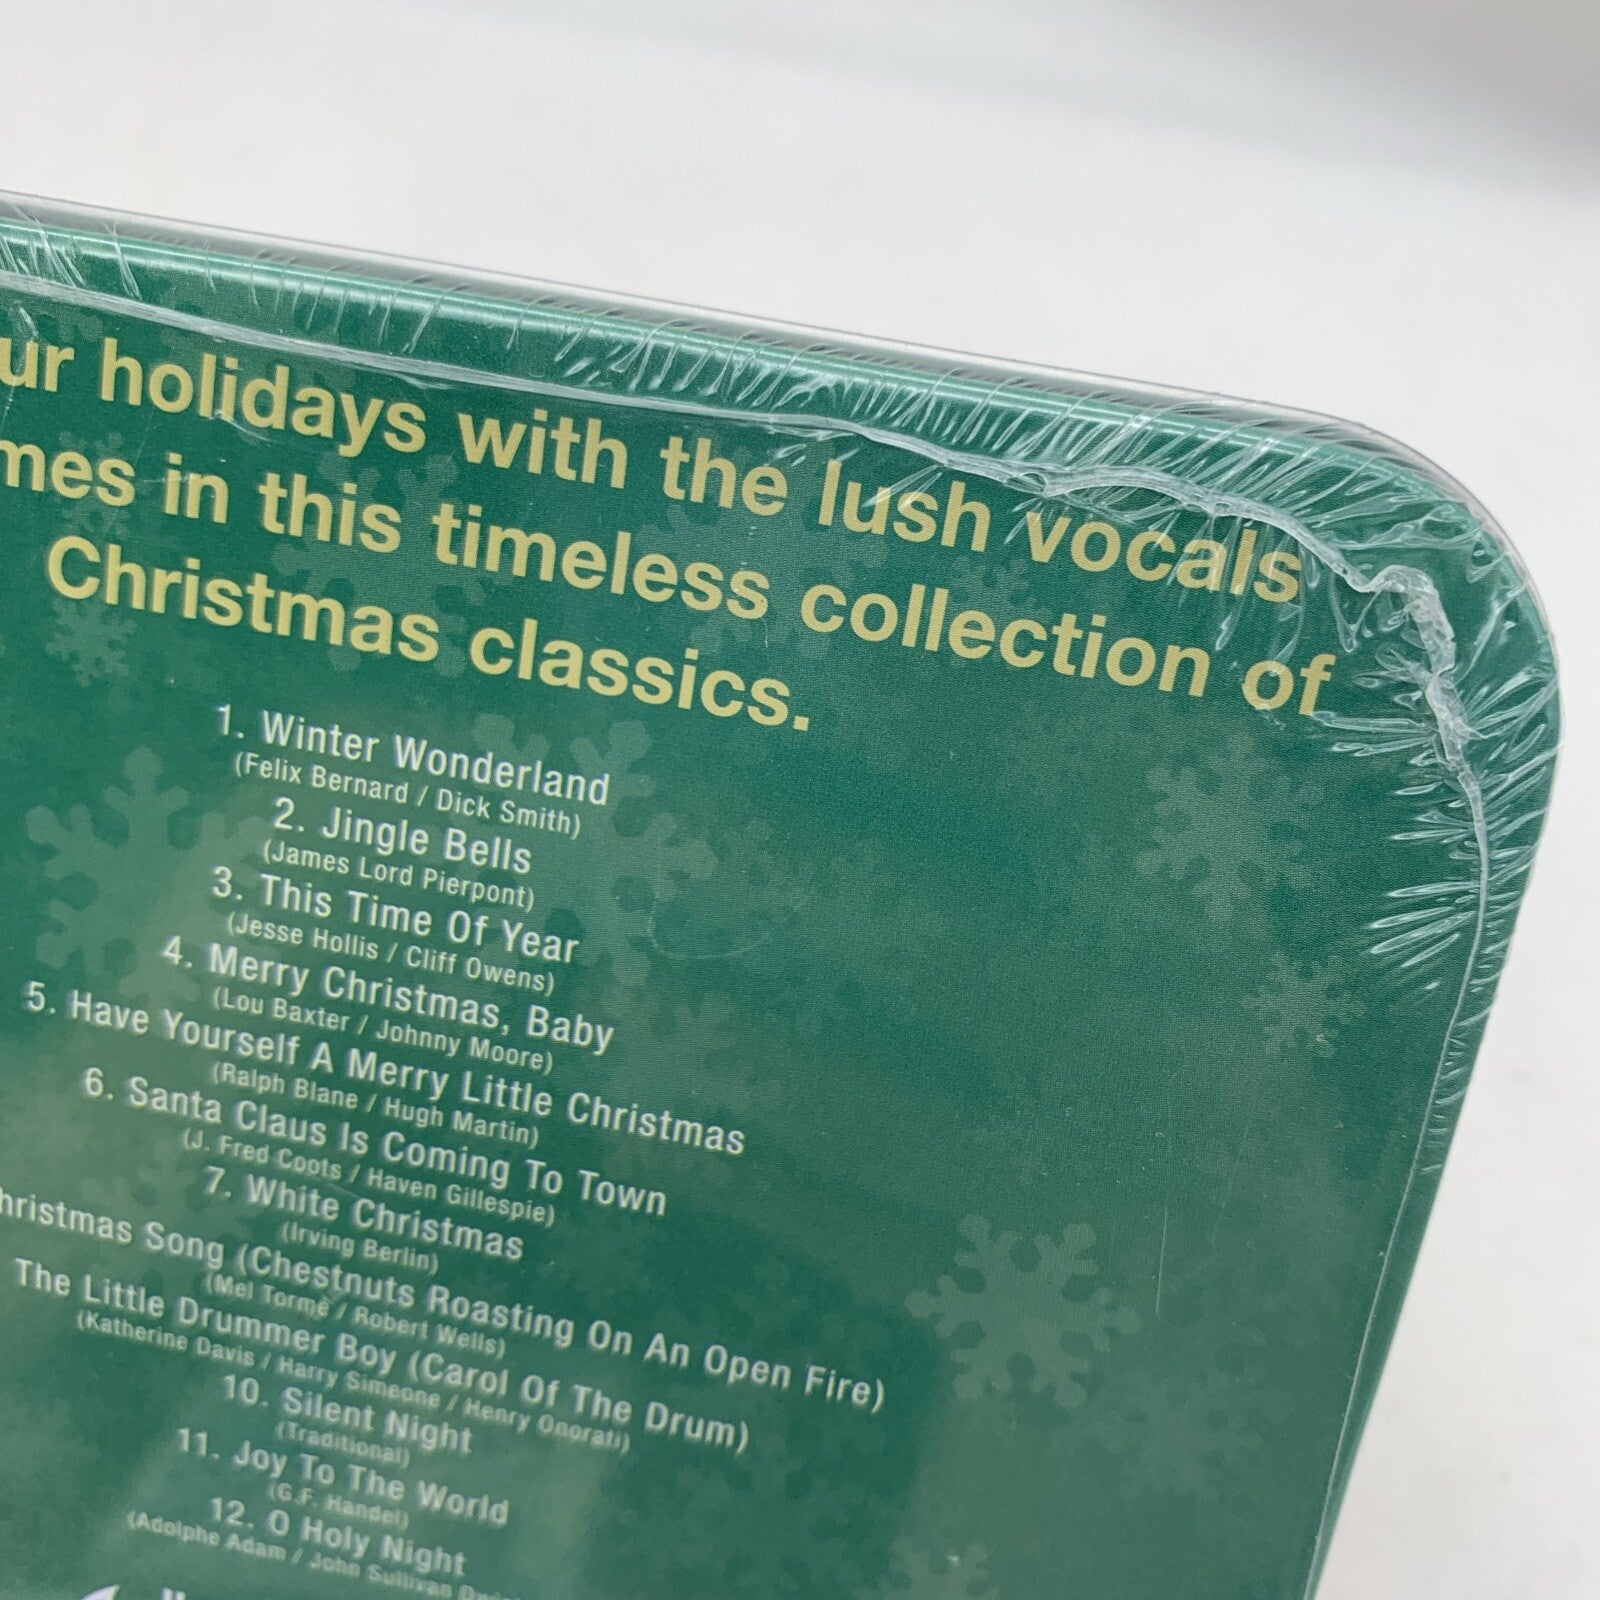 ur holidays with the lush vocals
mes in this timeless collection of
Christmas classics.
1. Winter Wonderland
(Felix Bernard / Dick Smith)
2. Jingle Bells
(James Lord Pierpont)
3. This Time Of Year
(Jesse Hollis / Cliff Owens)
4. Merry Christmas, Baby
(Lou Baxter / Johnny Moore)
5. Have Yourself A Merry Little Christmas
(Ralph Blane / Hugh Martin)
6. Santa Claus Is Coming To Town
(J. Fred Coots / Haven Gillespie)
7. White Christmas
(Irving Berlin)
hristmas Song (Chestnuts Roasting On An Open Fire)
(Mel Tormé / Robert Wells)
The Little Drummer Boy (Carol Of The Drum)
(Katherine Davis / Harry Simeone / Henry Onorati)
10. Silent Night
(Traditional)
11. Joy To The World
(G.F. Handel)
12. O Holy Night
(Adolphe Adam / John Sullivan